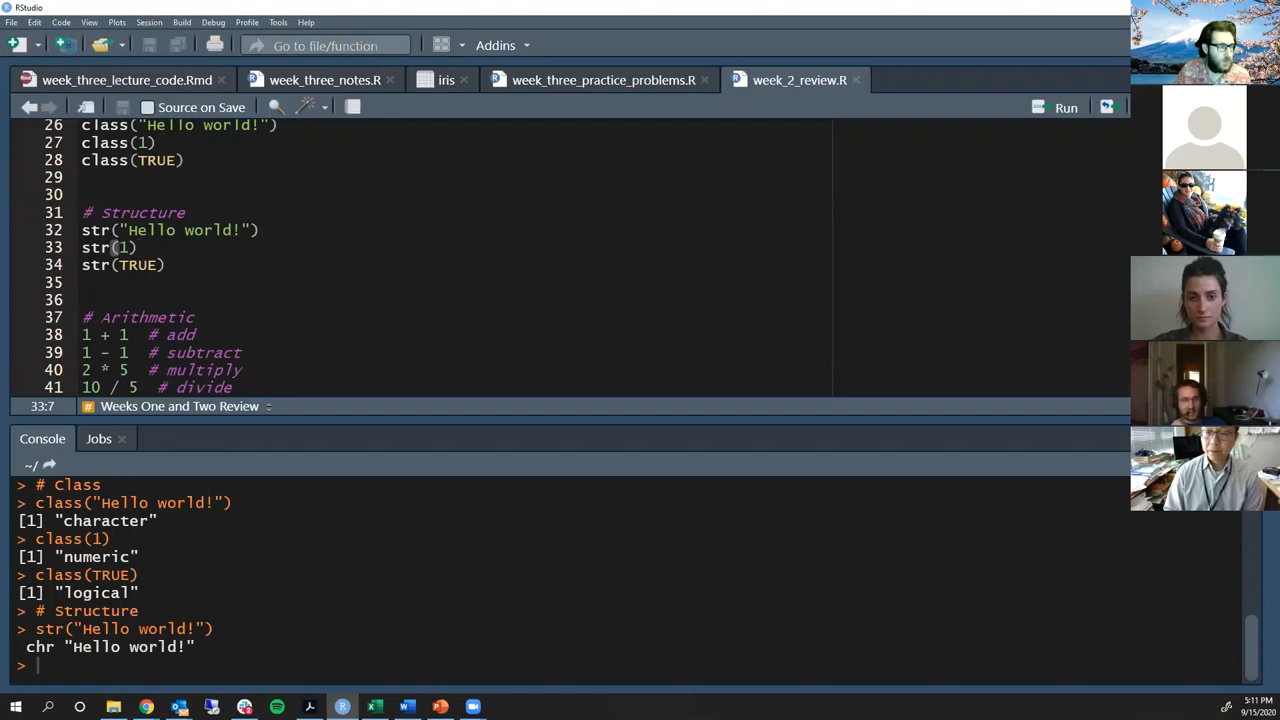 RStudio
File Edit Code View Plots Session Build Debug Profile Tools Help
Go to file/function Addins
week_three_lecture_code.Rmd week_three_notes.R iris week_three_practice_problems.R week_2_review.R
Source on Save Run
26 class("Hello world!")
27 class(1)
28 class(TRUE)
29
30
31 # Structure
32 str("Hello world!")
33 str(1)
34 str(TRUE)
35
36
37 # Arithmetic
38 1 + 1 # add
39 1 - 1 # subtract
40 2 * 5 # multiply
41 10 / 5 # divide
33:7 # Weeks One and Two Review
Console Jobs
~/
> # Class
> class("Hello world!")
[1] "character"
> class(1)
[1] "numeric"
> class(TRUE)
[1] "logical"
> # Structure
> str("Hello world!")
chr "Hello world!"
>
5:11 PM
9/15/2020